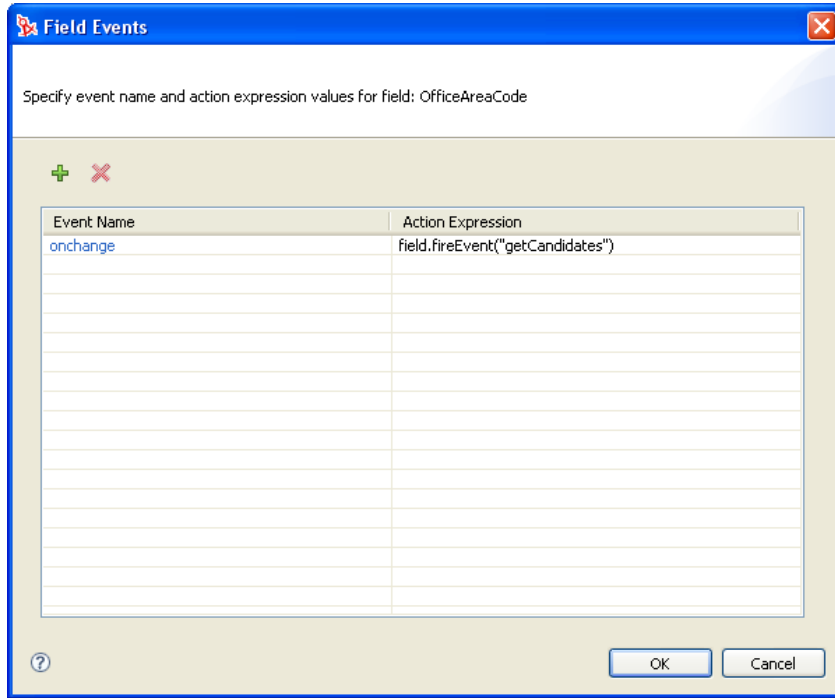 Field Events
Specify event name and action expression values for field: OfficeAreaCode
Event Name Action Expression
onchange field.fireEvent("getCandidates")
OK Cancel